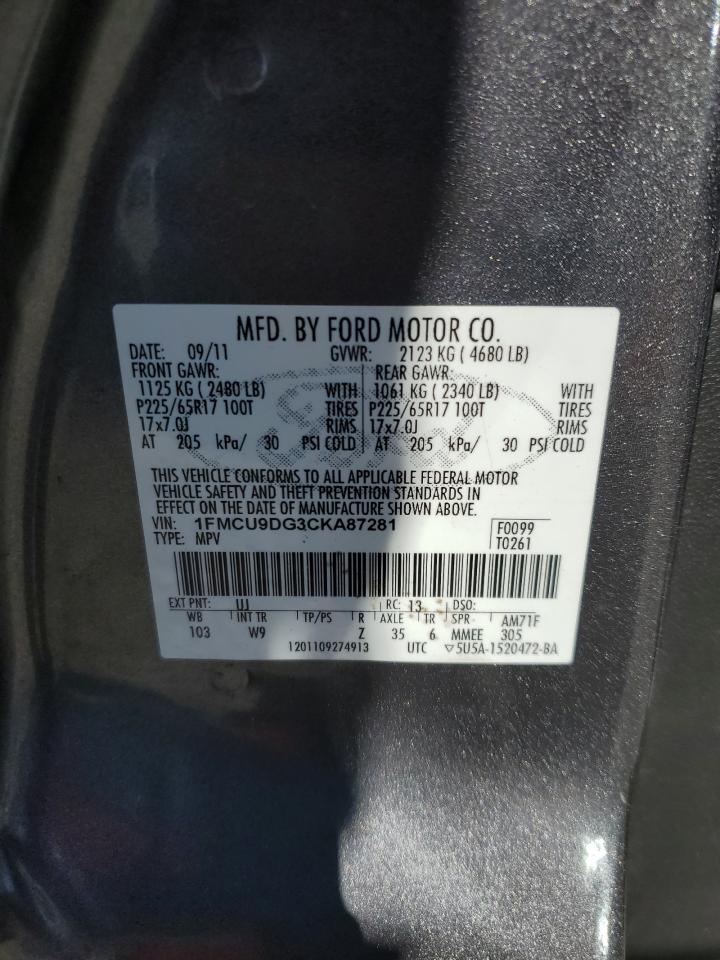 MFD. BY FORD MOTOR CO.
DATE: 09/11 GVWR: 2123 KG ( 4680 LB)
FRONT GAWR: REAR GAWR:
1125 KG ( 2480 LB) WITH 1061 KG ( 2340 LB) WITH
P225/65R17 100T TIRES P225/65R17 100T TIRES
17x7.0J RIMS 17x7.0J RIMS
AT 205 kPa/ 30 PSI COLD AT 205 kPa/ 30 PSI COLD
THIS VEHICLE CONFORMS TO ALL APPLICABLE FEDERAL MOTOR
VEHICLE SAFETY AND THEFT PREVENTION STANDARDS IN
EFFECT ON THE DATE OF MANUFACTURE SHOWN ABOVE.
VIN: 1FMCU9DG3CKA87281 F0099
TYPE: MPV T0261
EXT PNT: UJ RC: 13 DSO:
WB INT TR TP/PS R AXLE TR SPR AM71F
103 W9 Z 35 6 MMEE 305
1201109274913 UTC ▽5U5A-1520472-BA